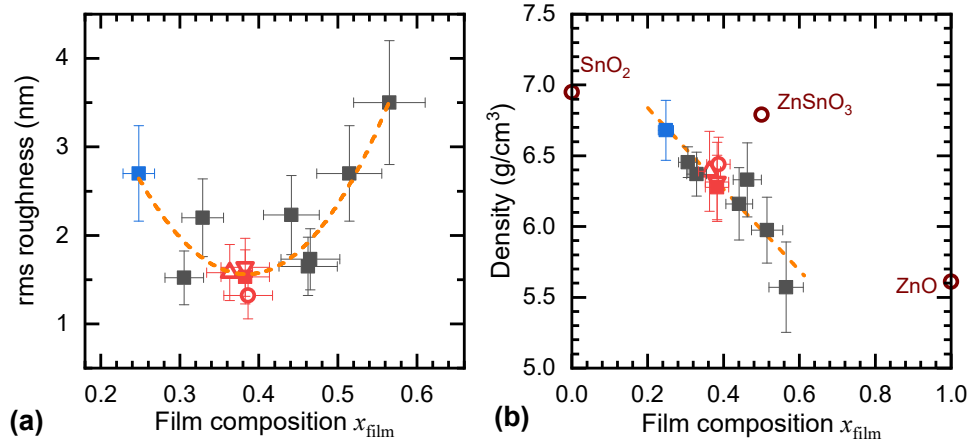 4
3
2
1
0.2
0.3
0.4
0.5
0.6
rms roughness (nm)
Film composition x_film
(a)
7.5
7.0
6.5
6.0
5.5
5.0
0.0
0.2
0.4
0.6
0.8
1.0
Density (g/cm³)
SnO₂
ZnSnO₃
ZnO
Film composition x_film
(b)